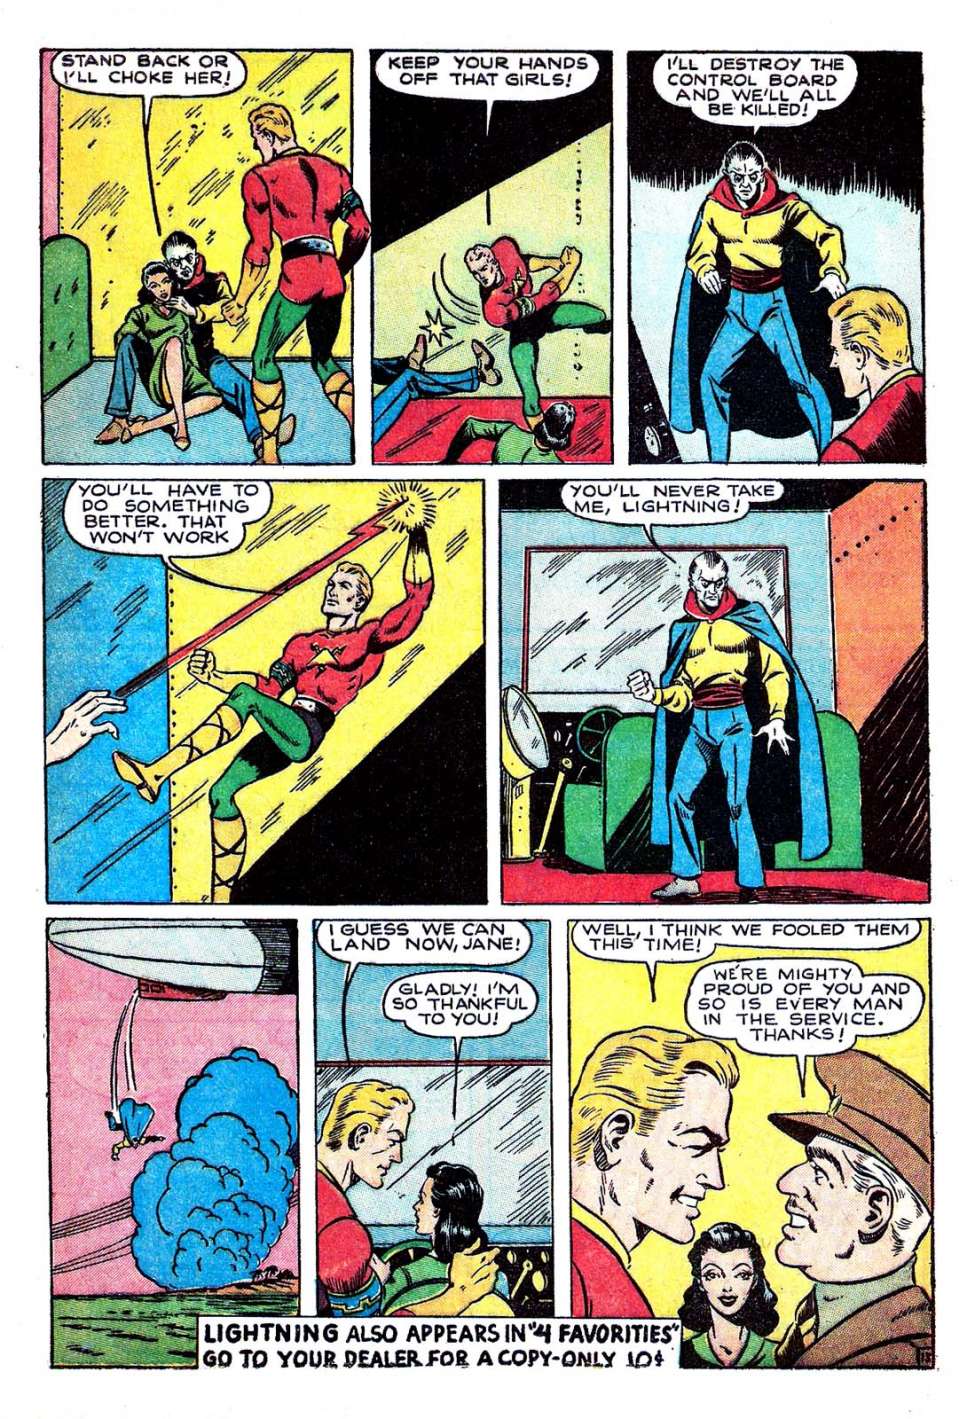 STAND BACK OR
I'LL CHOKE HER!
KEEP YOUR HANDS
OFF THAT GIRLS!
I'LL DESTROY THE
CONTROL BOARD
AND WE'LL ALL
BE KILLED!
YOU'LL HAVE TO
DO SOMETHING
BETTER. THAT
WON'T WORK
YOU'LL NEVER TAKE
ME, LIGHTNING!
I GUESS WE CAN
LAND NOW, JANE!
GLADLY! I'M
SO THANKFUL
TO YOU!
WELL, I THINK WE FOOLED THEM
THIS TIME!
WE'RE MIGHTY
PROUD OF YOU AND
SO IS EVERY MAN
IN THE SERVICE.
THANKS!
LIGHTNING ALSO APPEARS IN "4 FAVORITIES"
GO TO YOUR DEALER FOR A COPY-ONLY 10¢